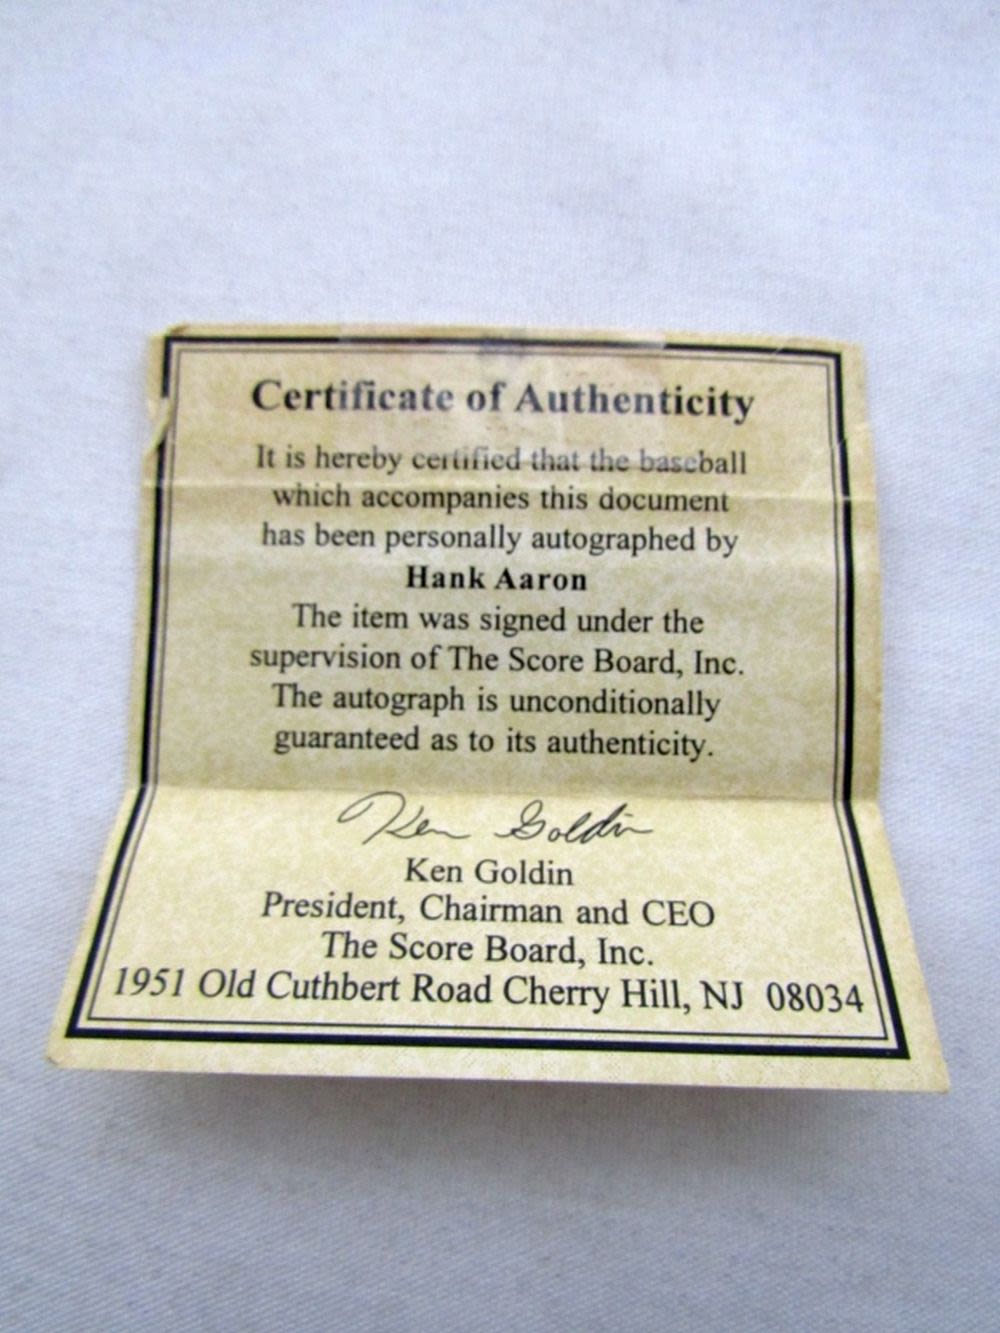 Certificate of Authenticity
It is hereby certified that the baseball
which accompanies this document
has been personally autographed by
Hank Aaron
The item was signed under the
supervision of The Score Board, Inc.
The autograph is unconditionally
guaranteed as to its authenticity.
Ken Goldin
Ken Goldin
President, Chairman and CEO
The Score Board, Inc.
1951 Old Cuthbert Road Cherry Hill, NJ 08034